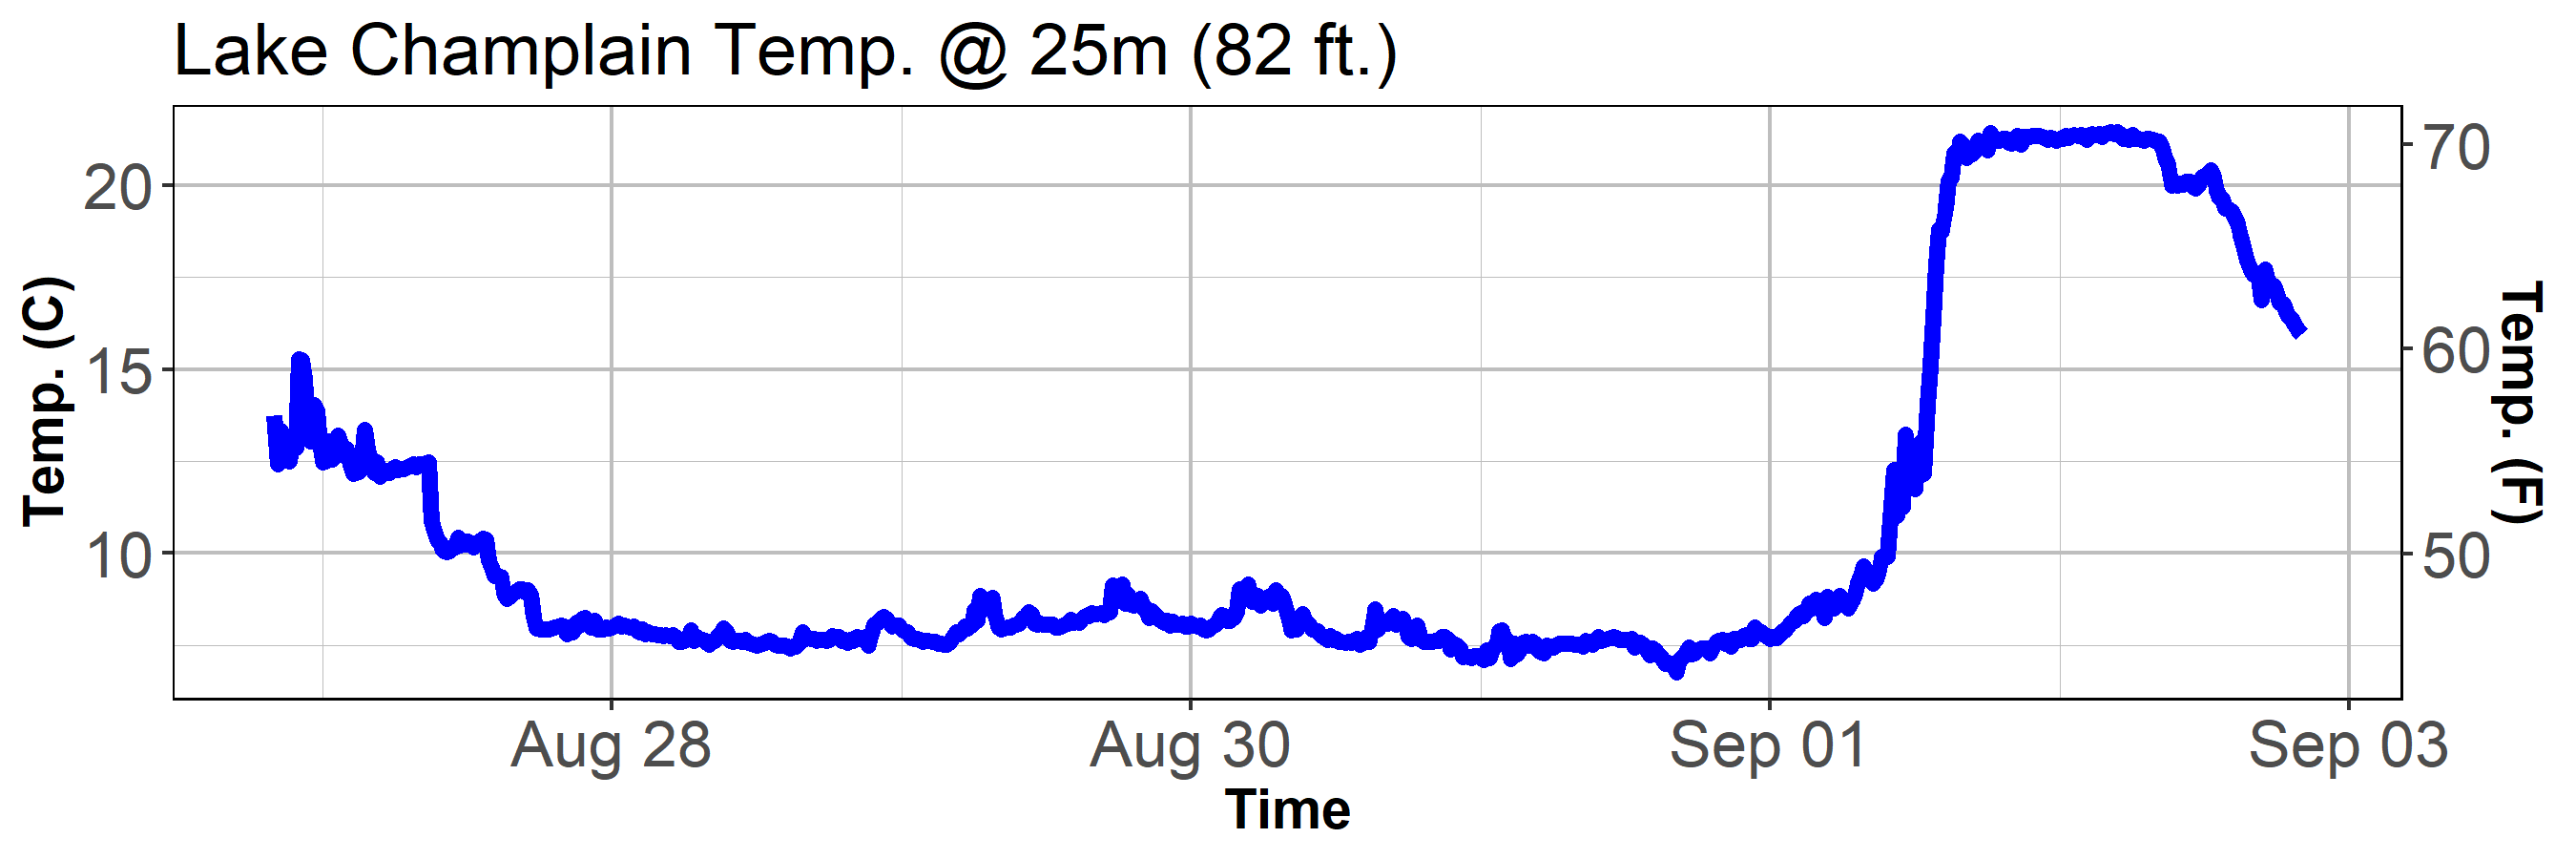 Lake Champlain Temp. @ 25m (82 ft.)
Temp. (C)
20
15
10
70
60
50
Temp. (F)
Aug 28
Aug 30
Sep 01
Sep 03
Time